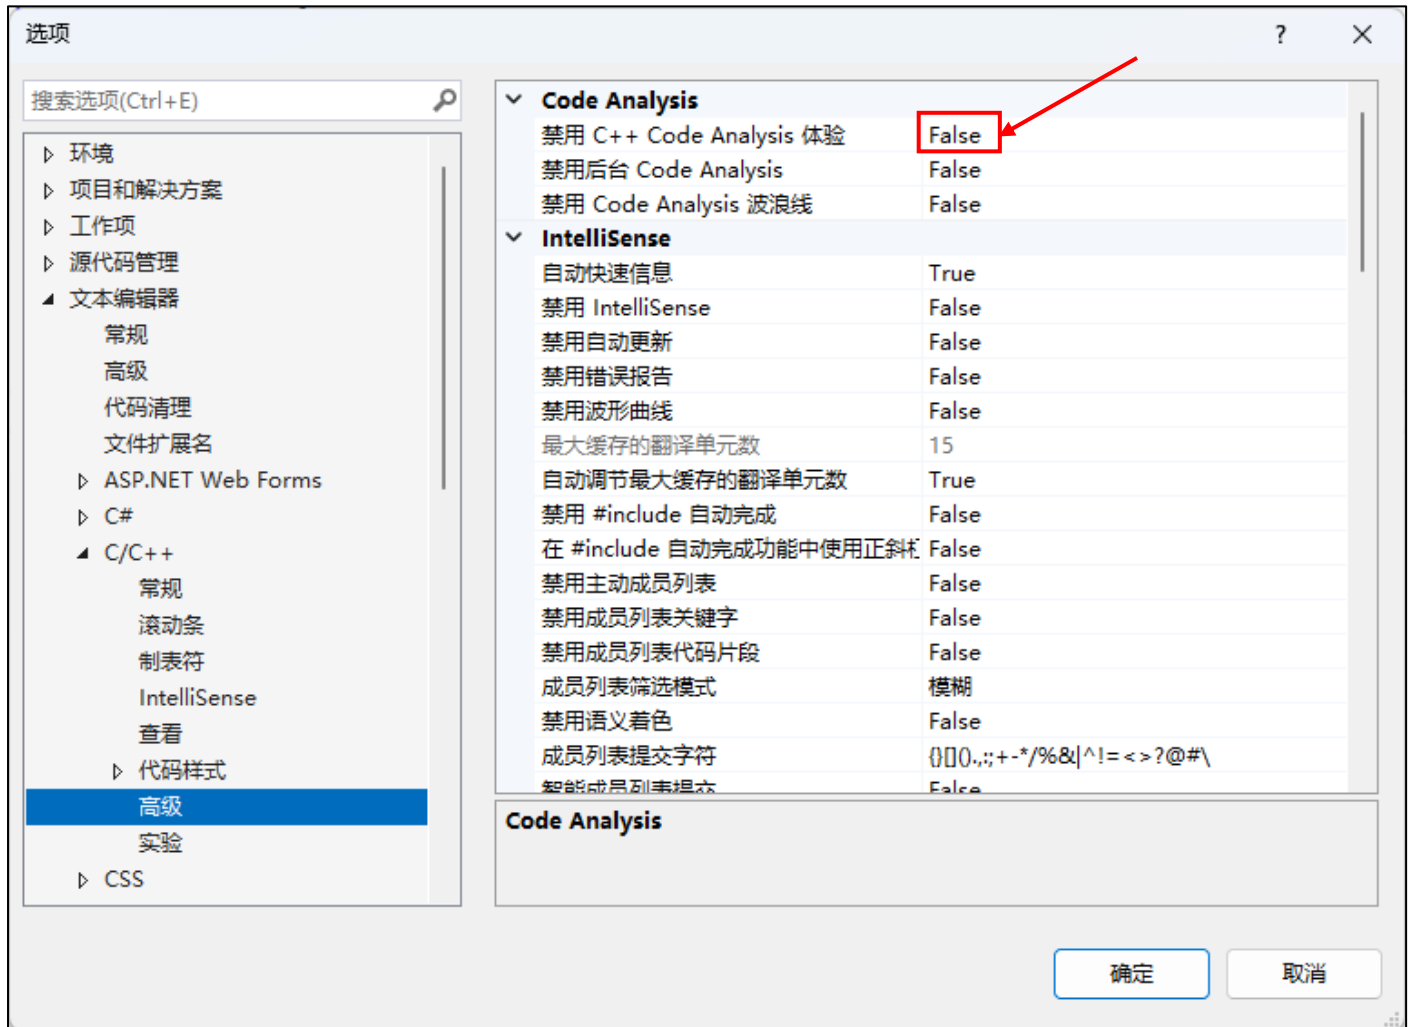 选项
?
搜索选项(Ctrl+E)
环境
项目和解决方案
工作项
源代码管理
文本编辑器
常规
高级
代码清理
文件扩展名
ASP.NET Web Forms
C#
C/C++
常规
滚动条
制表符
IntelliSense
查看
代码样式
高级
实验
CSS
Code Analysis
禁用 C++ Code Analysis 体验 False
禁用后台 Code Analysis False
禁用 Code Analysis 波浪线 False
IntelliSense
自动快速信息 True
禁用 IntelliSense False
禁用自动更新 False
禁用错误报告 False
禁用波形曲线 False
最大缓存的翻译单元数 15
自动调节最大缓存的翻译单元数 True
禁用 #include 自动完成 False
在 #include 自动完成功能中使用正斜 False
禁用主动成员列表 False
禁用成员列表关键字 False
禁用成员列表代码片段 False
成员列表筛选模式 模糊
禁用语义着色 False
成员列表提交字符 {}[]().,:;+-*/%&|^!=<>?@#\
智能成员列表提交 False
Code Analysis
确定
取消